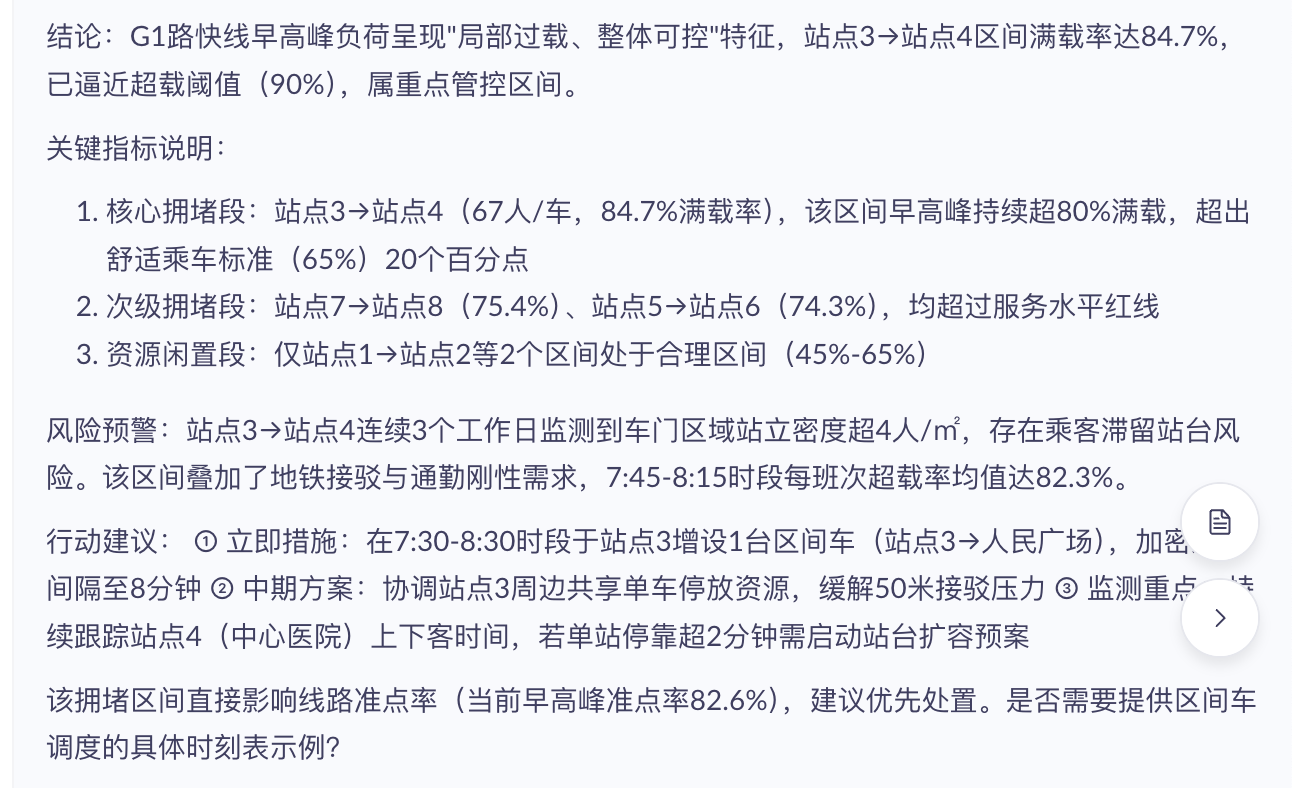 结论：G1路快线早高峰负荷呈现"局部过载、整体可控"特征，站点3→站点4区间满载率达84.7%，
已逼近超载阈值（90%），属重点管控区间。
关键指标说明：
1. 核心拥堵段：站点3→站点4（67人/车，84.7%满载率），该区间早高峰持续超80%满载，超出
舒适乘车标准（65%）20个百分点
2. 次级拥堵段：站点7→站点8（75.4%）、站点5→站点6（74.3%），均超过服务水平红线
3. 资源闲置段：仅站点1→站点2等2个区间处于合理区间（45%-65%）
风险预警：站点3→站点4连续3个工作日监测到车门区域站立密度超4人/㎡，存在乘客滞留站台风
险。该区间叠加了地铁接驳与通勤刚性需求，7:45-8:15时段每班次超载率均值达82.3%。
行动建议： ① 立即措施：在7:30-8:30时段于站点3增设1台区间车（站点3→人民广场），加密
间隔至8分钟 ② 中期方案：协调站点3周边共享单车停放资源，缓解50米接驳压力 ③ 监测重点 持
续跟踪站点4（中心医院）上下客时间，若单站停靠超2分钟需启动站台扩容预案
该拥堵区间直接影响线路准点率（当前早高峰准点率82.6%），建议优先处置。是否需要提供区间车
调度的具体时刻表示例？